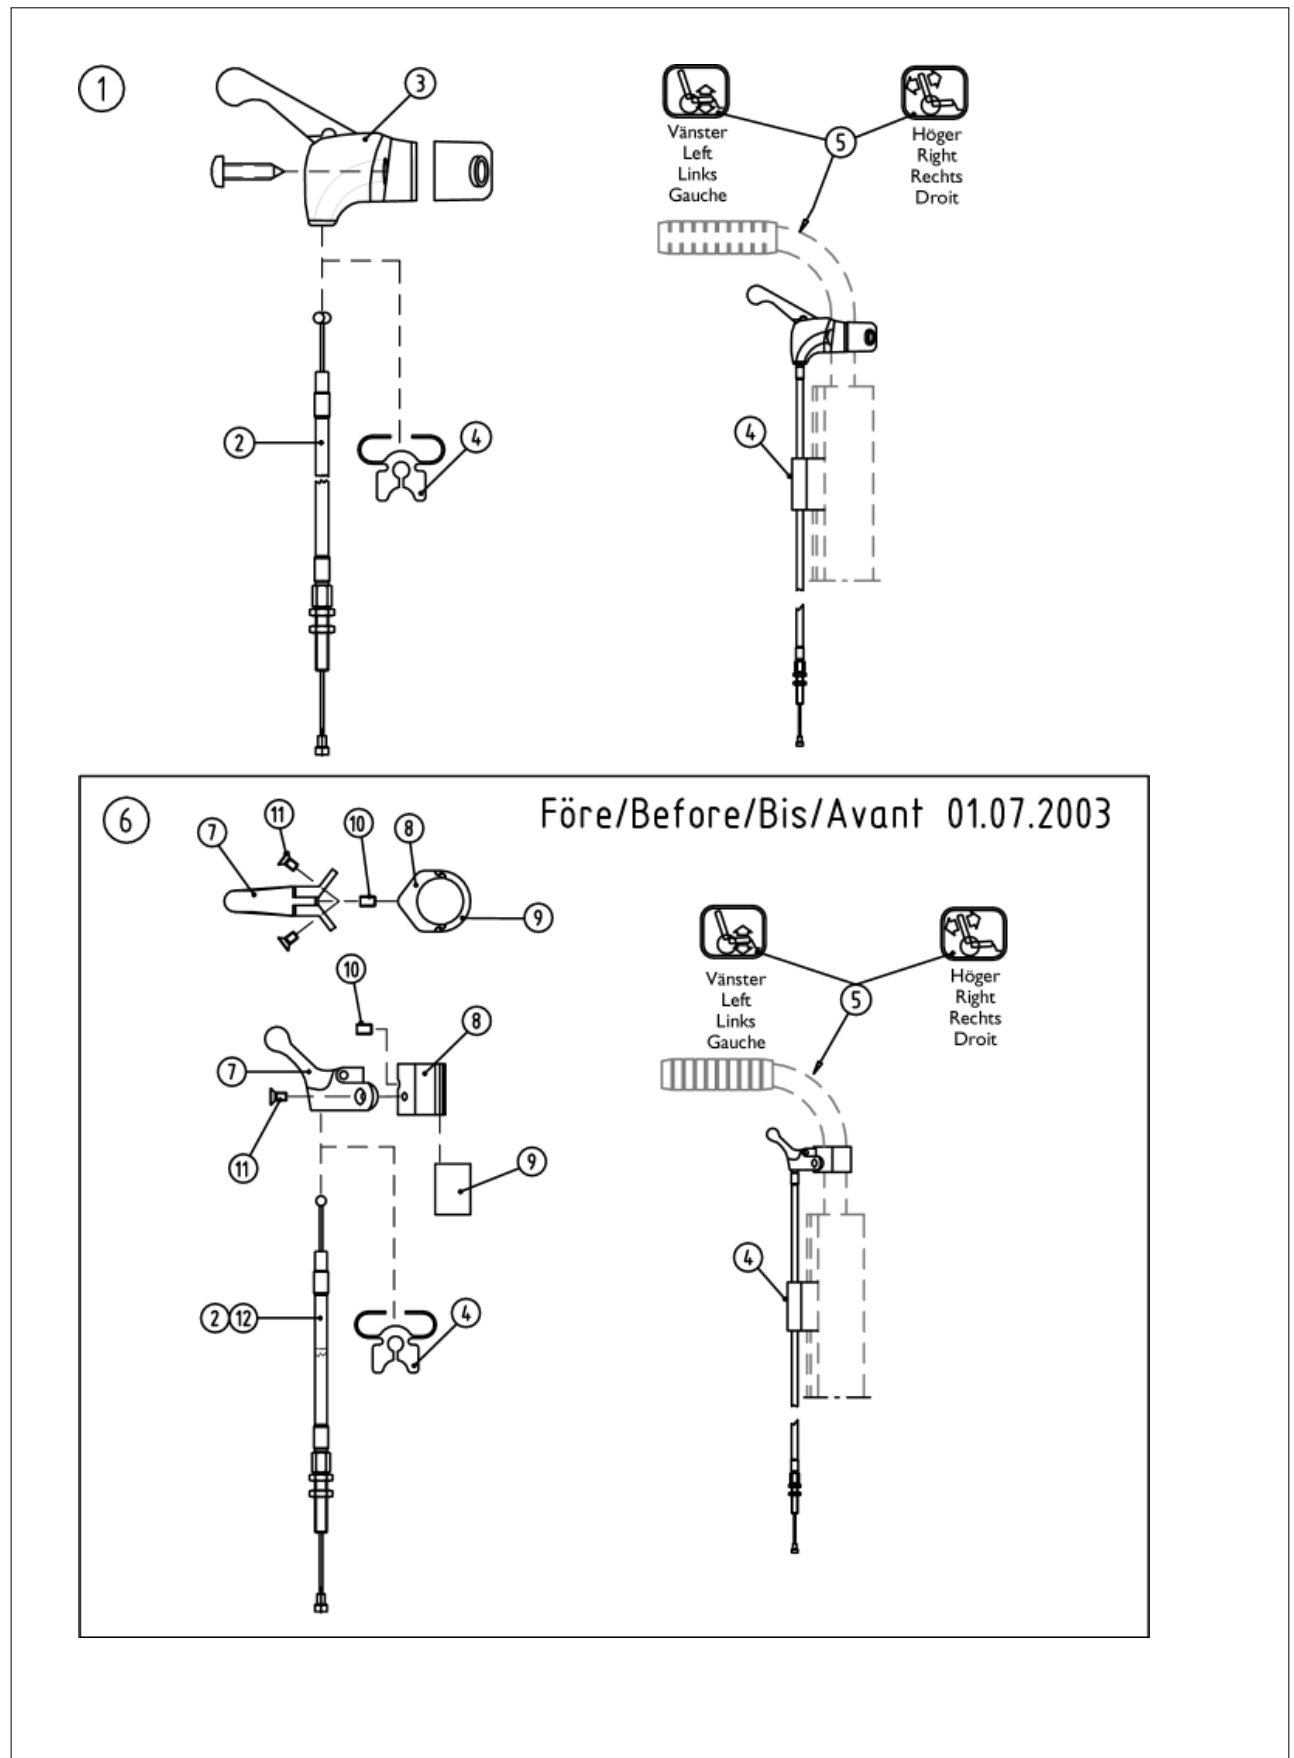 1
3
5
Vänster
Left
Links
Gauche
Höger
Right
Rechts
Droit
2
4
4
6
Före/Before/Bis/Avant 01.07.2003
11
7
10
8
9
10
8
7
11
9
2 12
4
Vänster
Left
Links
Gauche
5
Höger
Right
Rechts
Droit
4